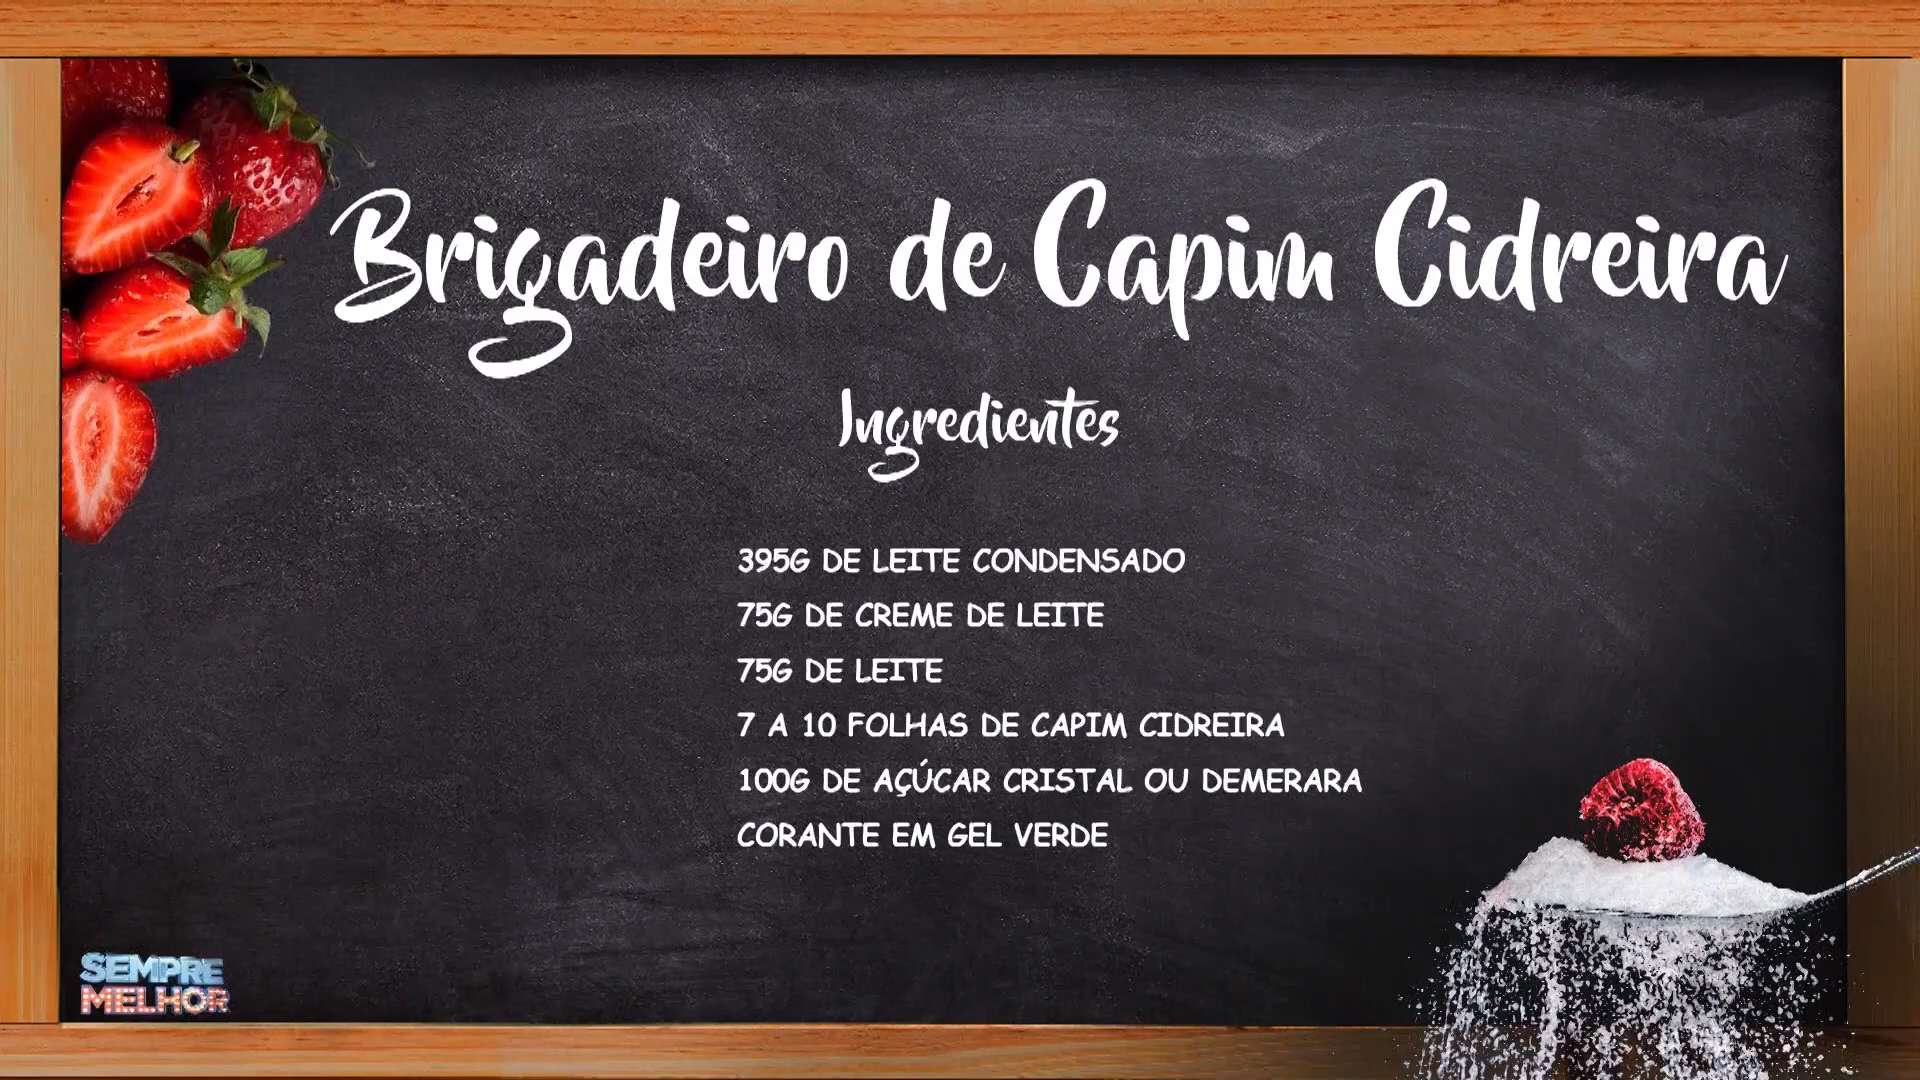 Brigadeiro de Capim Cidreira
Ingredientes
395G DE LEITE CONDENSADO
75G DE CREME DE LEITE
75G DE LEITE
7 A 10 FOLHAS DE CAPIM CIDREIRA
100G DE AÇÚCAR CRISTAL OU DEMERARA
CORANTE EM GEL VERDE
SEMPRE
MELHOR